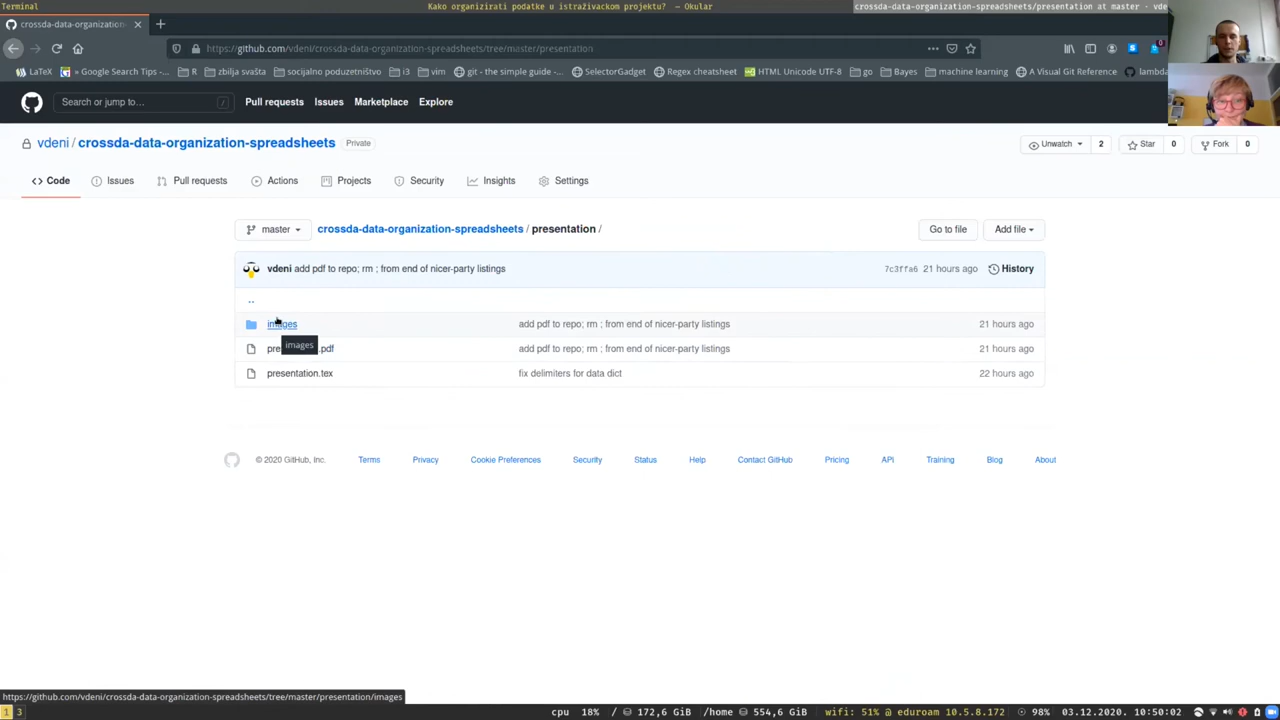 Terminal
Kako organizirati podatke u istraživackom projektu? — Okular
crossda-data-organization-spreadsheets/presentation at master · vde
crossda-data-organization-
https://github.com/vdeni/crossda-data-organization-spreadsheets/tree/master/presentation
LaTeX
» Google Search Tips -...
R
zbilja svašta
socijalno poduzetništvo
i3
vim
git - the simple guide -...
SelectorGadget
Regex cheatsheet
HTML Unicode UTF-8
go
Bayes
machine learning
A Visual Git Reference
lambda
Search or jump to…
/
Pull requests
Issues
Marketplace
Explore
vdeni / crossda-data-organization-spreadsheets
Private
Unwatch
2
Star
0
Fork
0
Code
Issues
Pull requests
Actions
Projects
Security
Insights
Settings
master
crossda-data-organization-spreadsheets / presentation /
Go to file
Add file
vdeni add pdf to repo; rm ; from end of nicer-party listings
7c3ffa6 21 hours ago
History
..
images
add pdf to repo; rm ; from end of nicer-party listings
21 hours ago
images
pre .pdf
add pdf to repo; rm ; from end of nicer-party listings
21 hours ago
presentation.tex
fix delimiters for data dict
22 hours ago
© 2020 GitHub, Inc.
Terms
Privacy
Cookie Preferences
Security
Status
Help
Contact GitHub
Pricing
API
Training
Blog
About
https://github.com/vdeni/crossda-data-organization-spreadsheets/tree/master/presentation/images
1 3
cpu 18% / 172,6 GiB /home 554,6 GiB wifi: 51% @ eduroam 10.5.8.172 98% 03.12.2020. 10:50:02